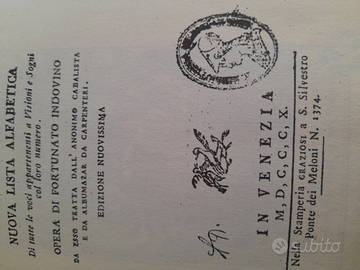 NUOVA LISTA ALFABETICA
Di tutte le voci appartenenti a Visioni e Sogni
col loro numero.
OPERA DI FORTUNATO INDOVINO
DA ESSO TRATTA DALL' ANONIMO CABALISTA
E DA ALBUMAZAR DA CARPENTERI.
EDIZIONE NUOVISSIMA
IN VENEZIA
M, D, C, C, C, X.
Nella Stamperia GRAZIOSI a S. Silvestro
Ponte dei Meloni N. 1374.
subito